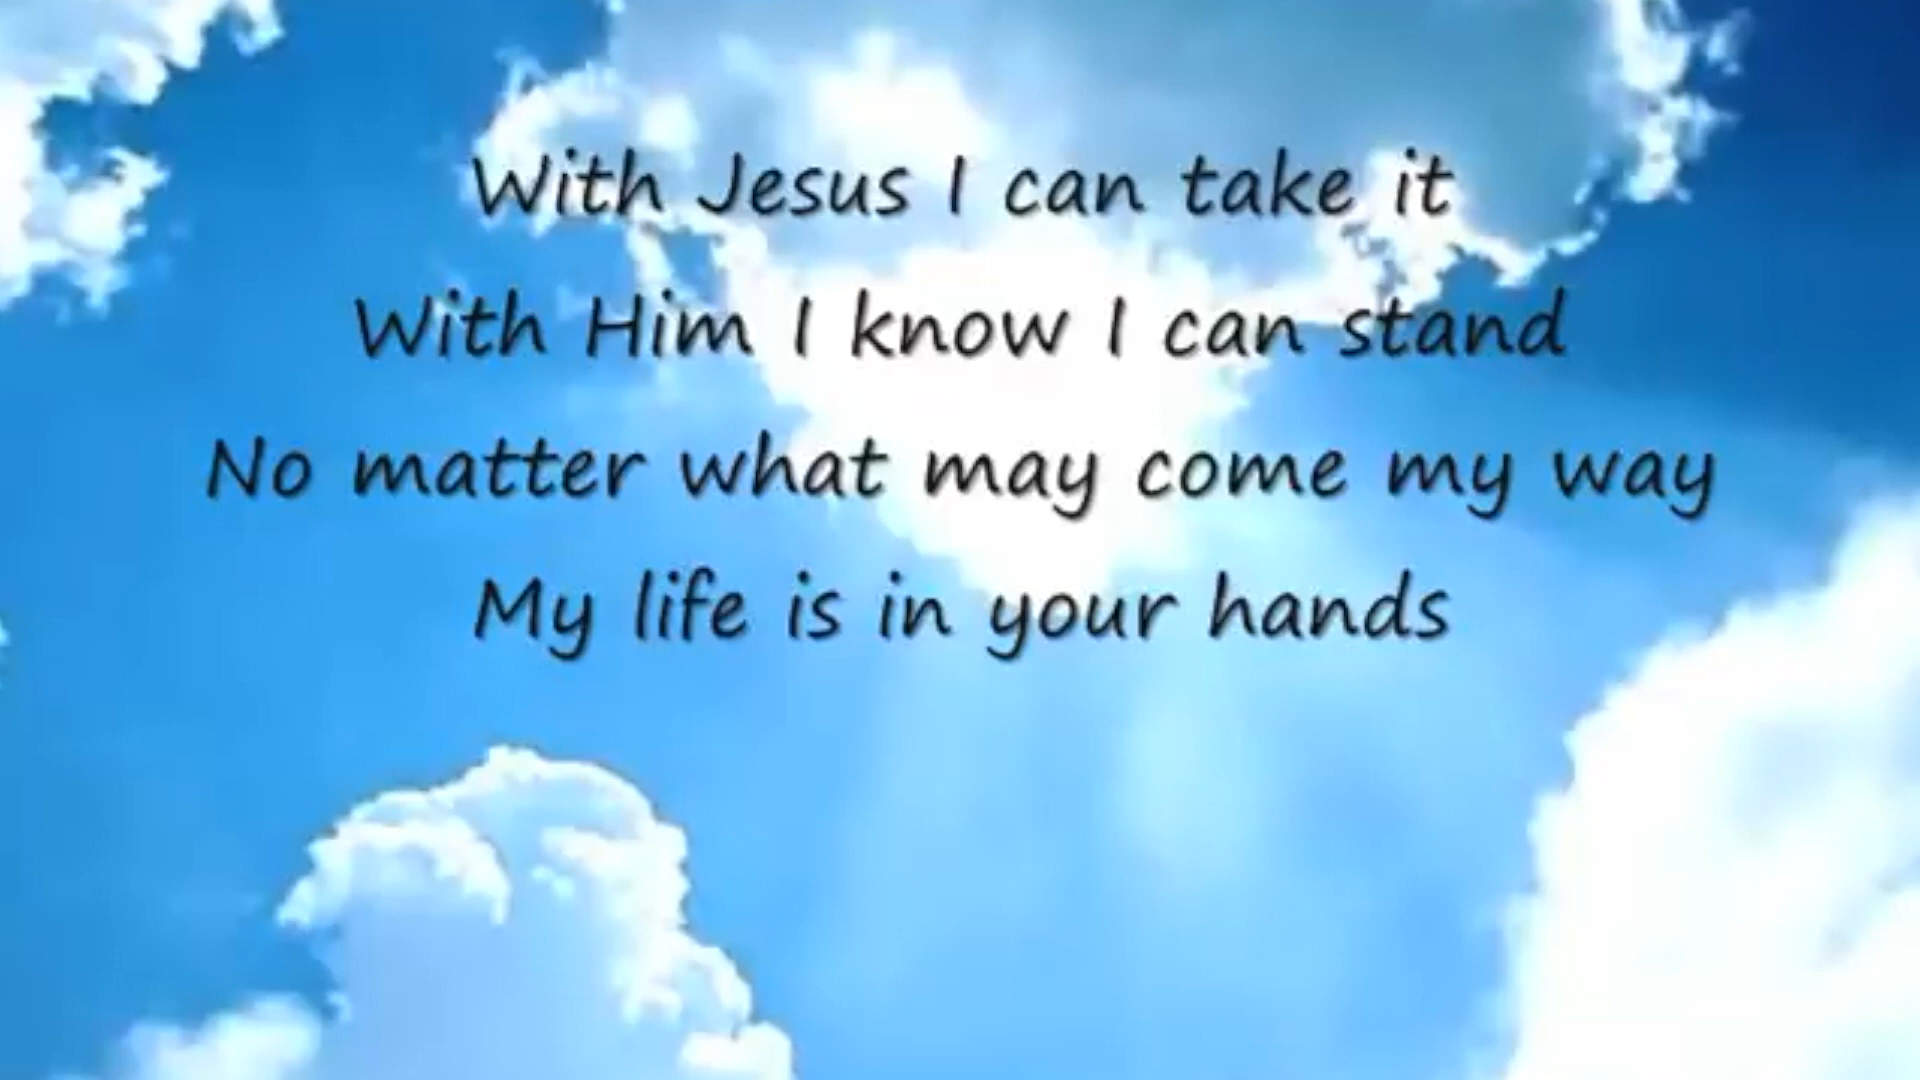 With Jesus I can take it
With Him I know I can stand
No matter what may come my way
My life is in your hands